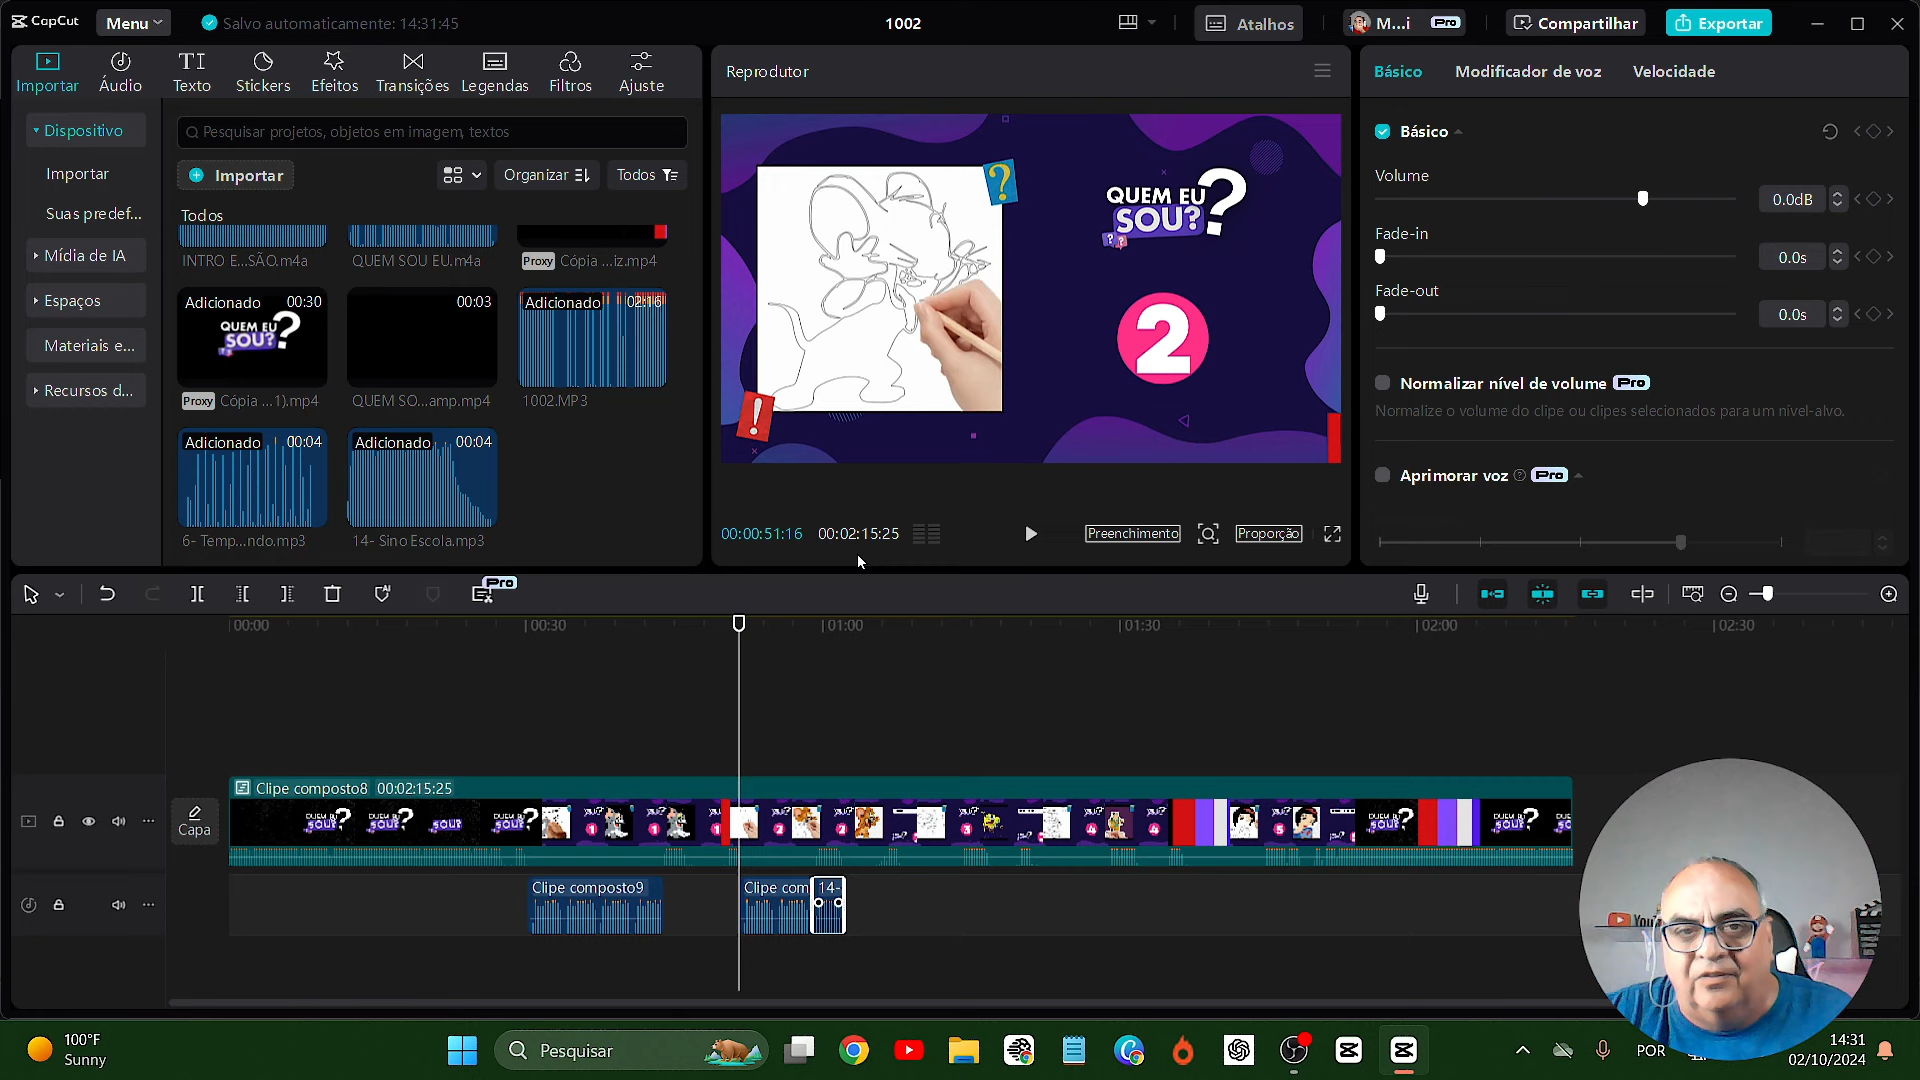 CapCut
Menu
Salvo automaticamente: 14:31:45
1002
Atalhos
M...i
Pro
Compartilhar
Exportar
Importar
Áudio
Texto
Stickers
Efeitos
Transições
Legendas
Filtros
Ajuste
Reprodutor
Básico
Modificador de voz
Velocidade
Dispositivo
Importar
Suas predef...
Mídia de IA
Espaços
Materiais e...
Recursos d...
Pesquisar projetos, objetos em imagem, textos
Importar
Organizar
Todos
Todos
INTRO E...SÃO.m4a
QUEM SOU EU.m4a
Proxy
Cópia ...iz.mp4
Adicionado
00:30
QUEM EU SOU?
00:03
Adicionado
02:16
Proxy
Cópia ...1).mp4
QUEM SO...amp.mp4
1002.MP3
Adicionado
00:04
Adicionado
00:04
6- Temp...ndo.mp3
14- Sino Escola.mp3
?
!
QUEM EU
SOU?
2
00:00:51:16
00:02:15:25
Preenchimento
Proporção
Básico
Volume
0.0dB
Fade-in
0.0s
Fade-out
0.0s
Normalizar nível de volume
Pro
Normalize o volume do clipe ou clipes selecionados para um nível-alvo.
Aprimorar voz
Pro
Pro
00:00
00:30
01:00
01:30
02:00
02:30
Capa
Clipe composto8
00:02:15:25
Clipe composto9
Clipe com
14-
100°F
Sunny
Pesquisar
POR
14:31
02/10/2024